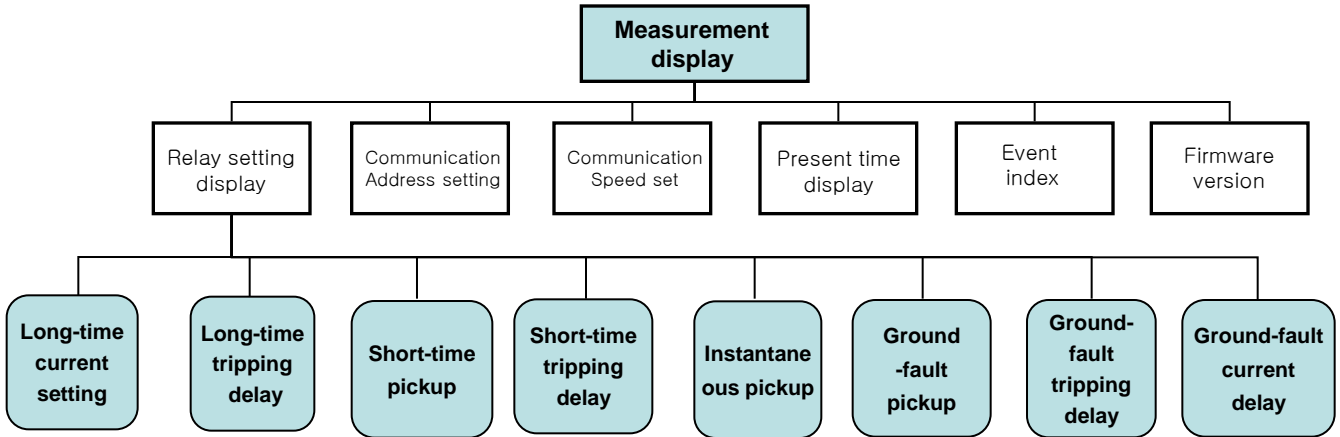 Measurement
display
Relay setting
display
Communication
Address setting
Communication
Speed set
Present time
display
Event
index
Firmware
version
Long-time
current
setting
Long-time
tripping
delay
Short-time
pickup
Short-time
tripping
delay
Instantane
ous pickup
Ground
-fault
pickup
Ground-
fault
tripping
delay
Ground-fault
current
delay